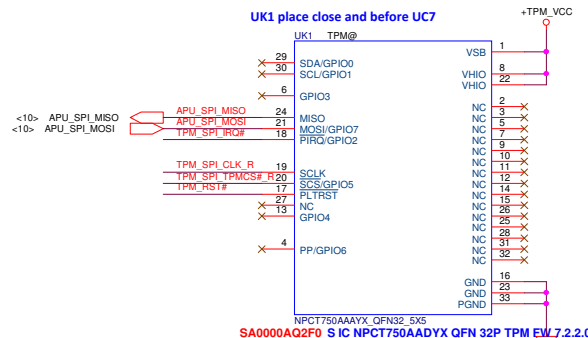 UK1 place close and before UC7
+TPM_VCC
UK1 TPM@
29 SDA/GPIO0
30 SCL/GPIO1
6 GPIO3
<10> APU_SPI_MISO APU_SPI_MISO 24 MISO
<10> APU_SPI_MOSI APU_SPI_MOSI 21 MOSI/GPIO7
TPM_SPI_IRQ# 18 PIRQ/GPIO2
TPM_SPI_CLK_R 19 SCLK
TPM_SPI_TPMCS#_R 20 SCS/GPIO5
TPM_RST# 17 PLTRST
27 NC
13 GPIO4
4 PP/GPIO6
VSB 1
VHIO 8
VHIO 22
NC 2
NC 3
NC 5
NC 7
NC 9
NC 10
NC 11
NC 12
NC 14
NC 15
NC 26
NC 25
NC 28
NC 31
NC 32
GND 16
GND 23
PGND 33
NPCT750AAAYX_QFN32_5X5
SA0000AQ2F0 S IC NPCT750AADYX QFN 32P TPM FW 7.2.2.0